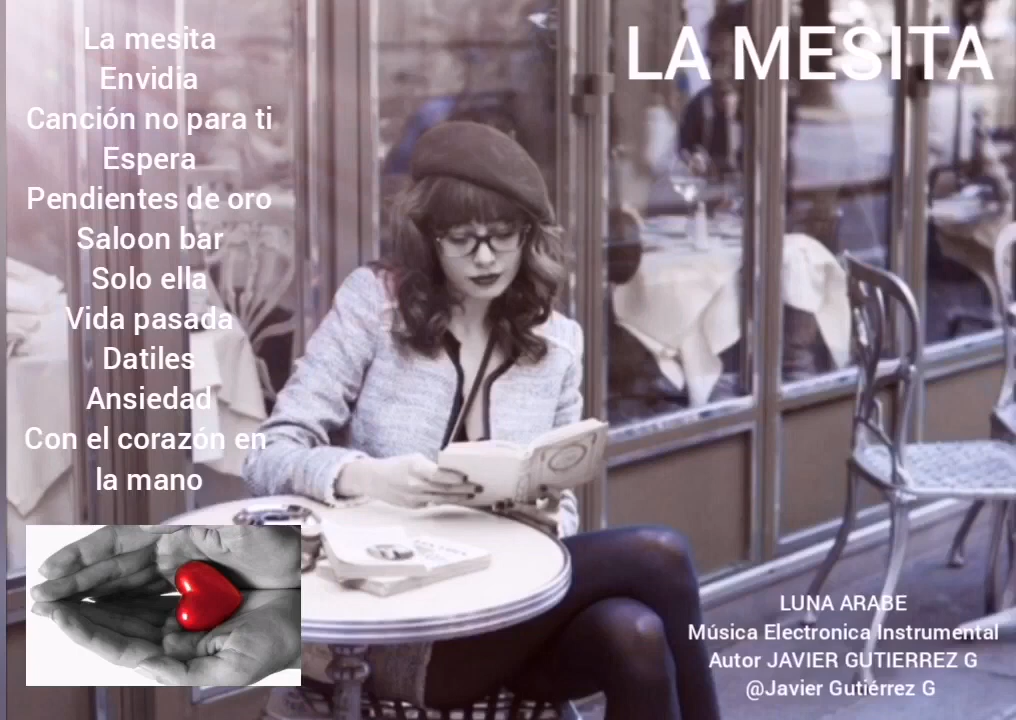 La mesita
Envidia
Canción no para ti
Espera
Pendientes de oro
Saloon bar
Solo ella
Vida pasada
Datiles
Ansiedad
Con el corazón en
la mano
LA MESITA
LUNA ARABE
Música Electronica Instrumental
Autor JAVIER GUTIERREZ G
@Javier Gutiérrez G